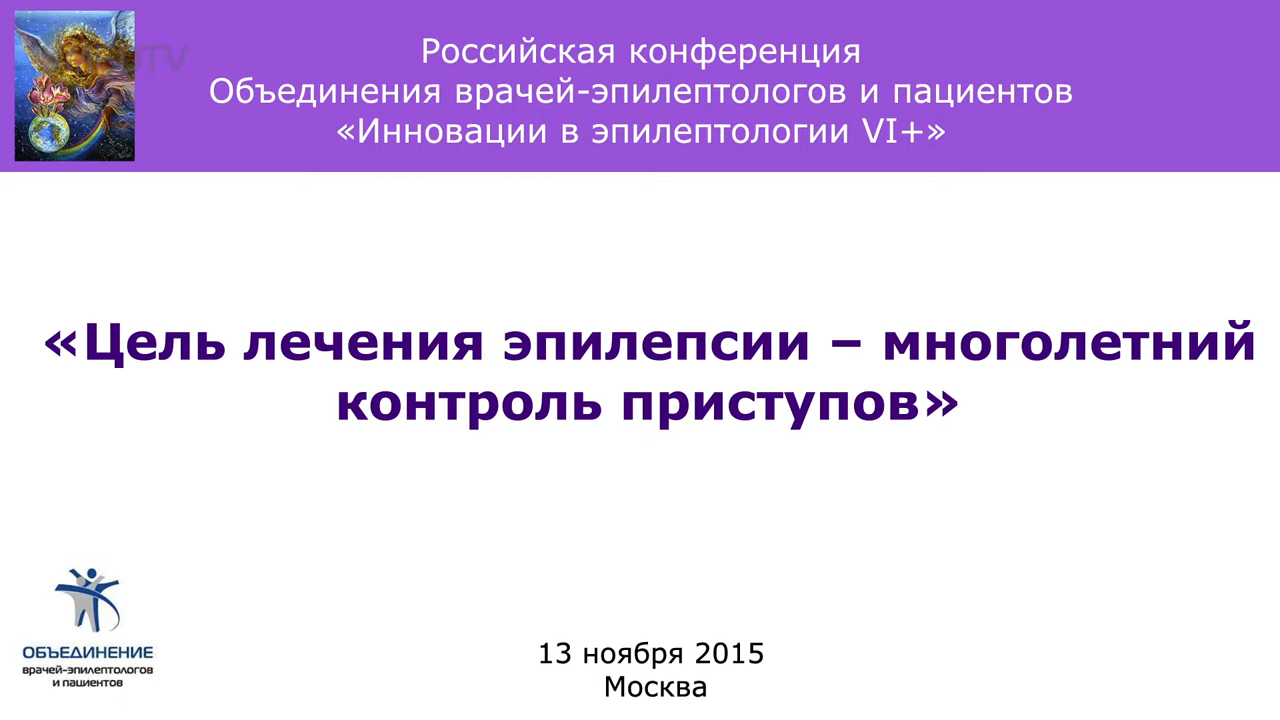 Российская конференция
Объединения врачей-эпилептологов и пациентов
«Инновации в эпилептологии VI+»
«Цель лечения эпилепсии – многолетний
контроль приступов»
ОБЪЕДИНЕНИЕ
врачей-эпилептологов
и пациентов
13 ноября 2015
Москва